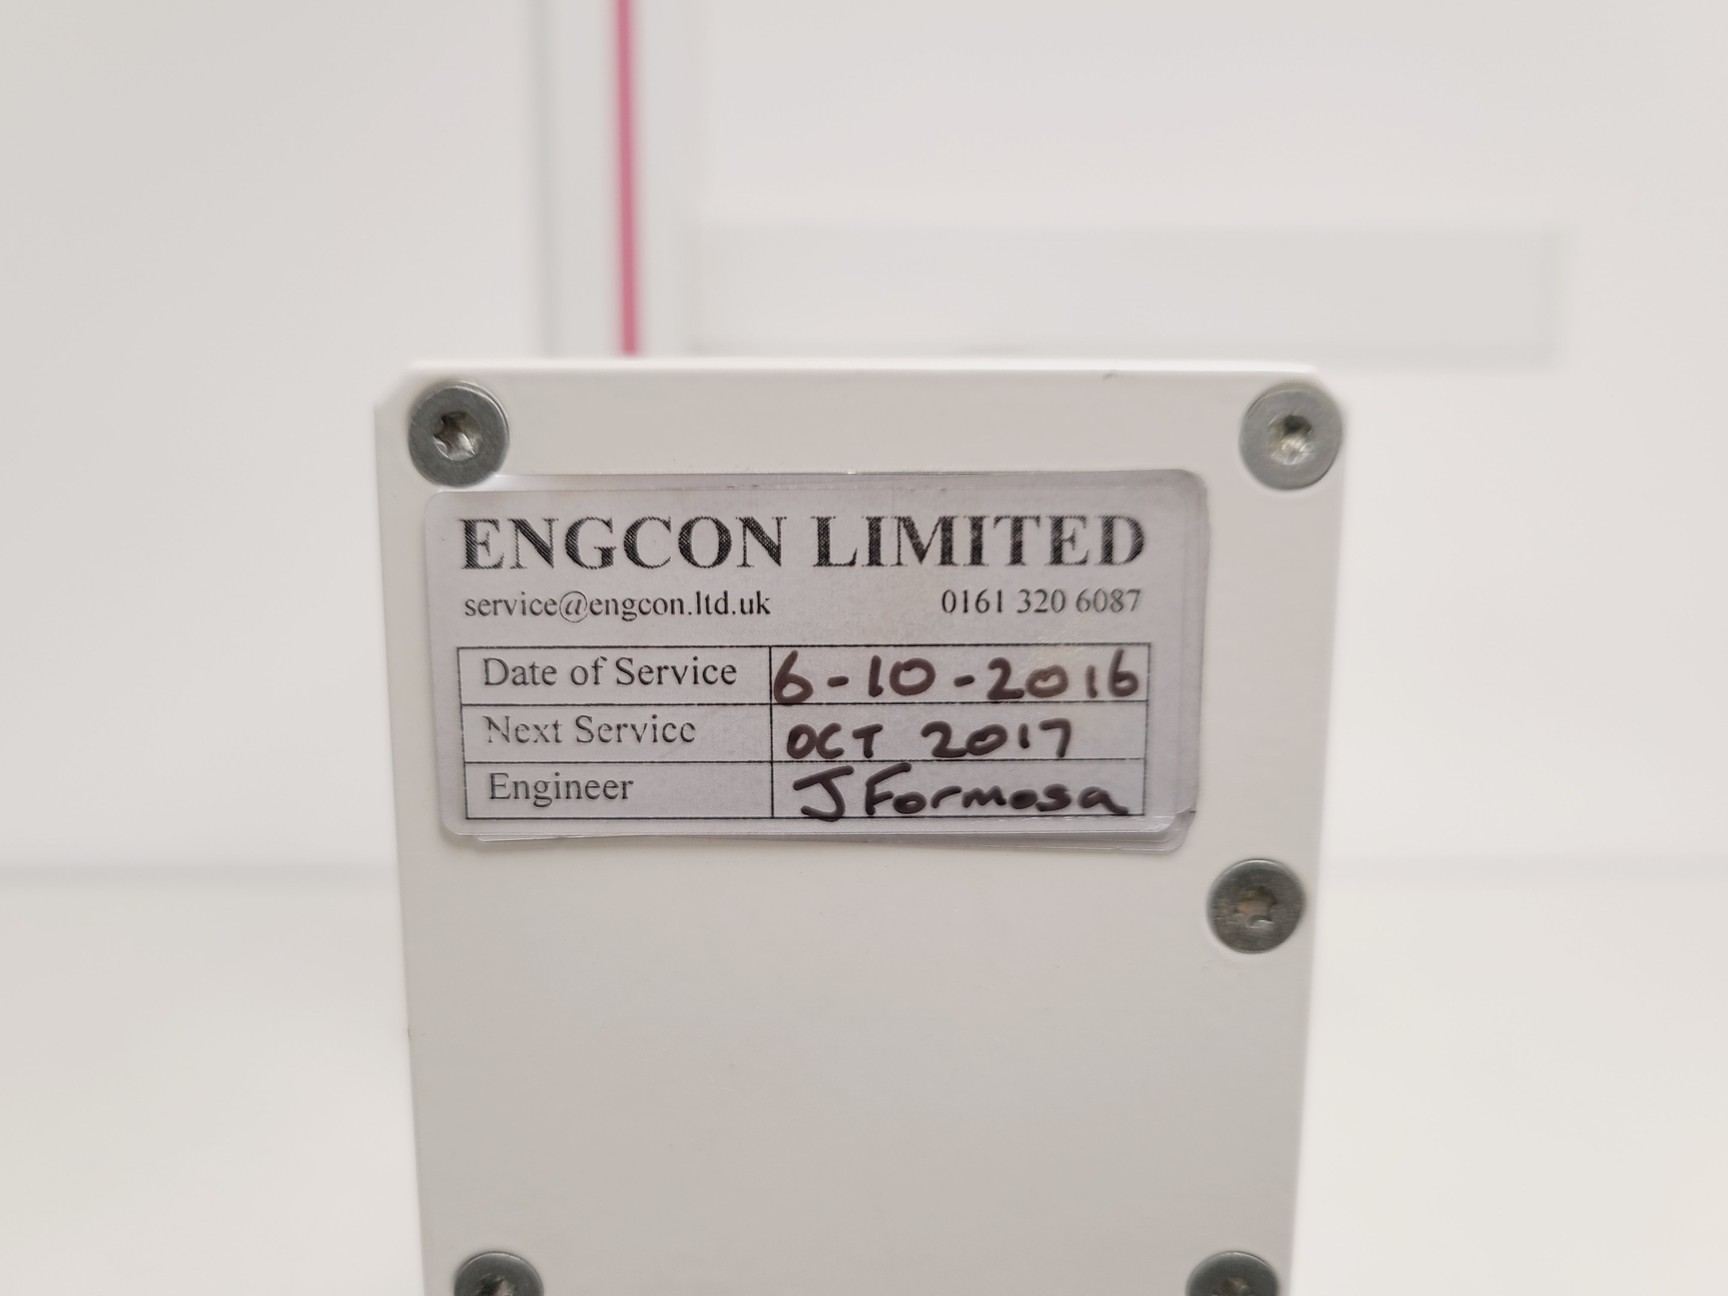 ENGCON LIMITED
service@engcon.ltd.uk 0161 320 6087
Date of Service 6-10-2016
Next Service OCT 2017
Engineer J Formosa